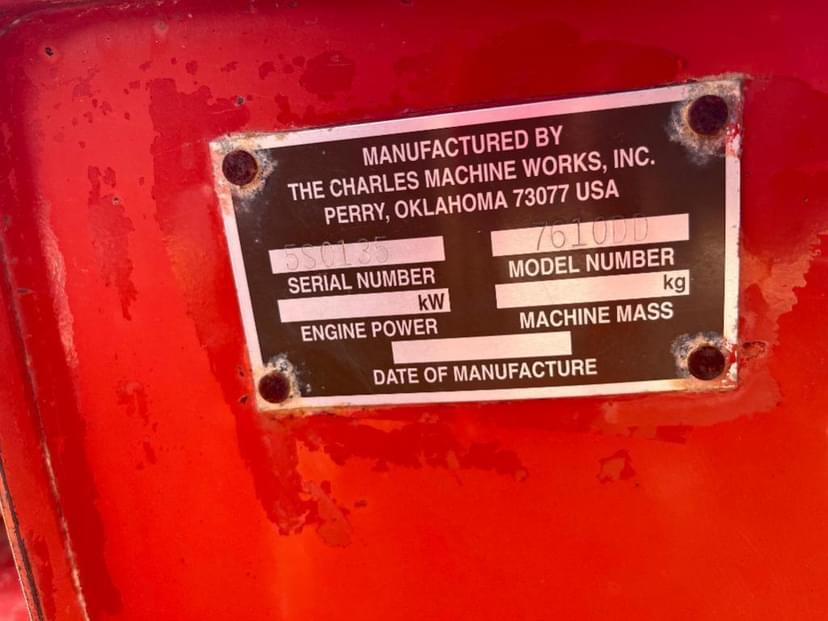 MANUFACTURED BY
THE CHARLES MACHINE WORKS, INC.
PERRY, OKLAHOMA 73077 USA
5S0135 7610DD
SERIAL NUMBER MODEL NUMBER
kW kg
ENGINE POWER MACHINE MASS
DATE OF MANUFACTURE